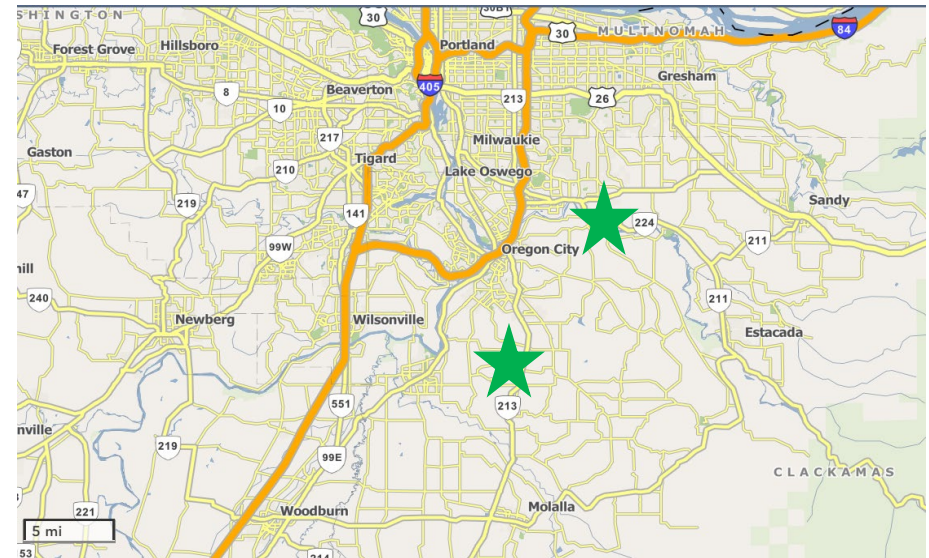 SHINGTON
30
30BY
30
MULTNOMAH
84
Forest Grove
Hillsboro
Portland
Gresham
8
Beaverton
405
213
26
10
217
Milwaukie
Gaston
Tigard
210
Lake Oswego
47
219
Sandy
141
224
99W
Oregon City
211
hill
240
211
Newberg
Wilsonville
Estacada
551
213
nville
219
99E
CLACKAMAS
221
Woodburn
Molalla
5 mi
53
214